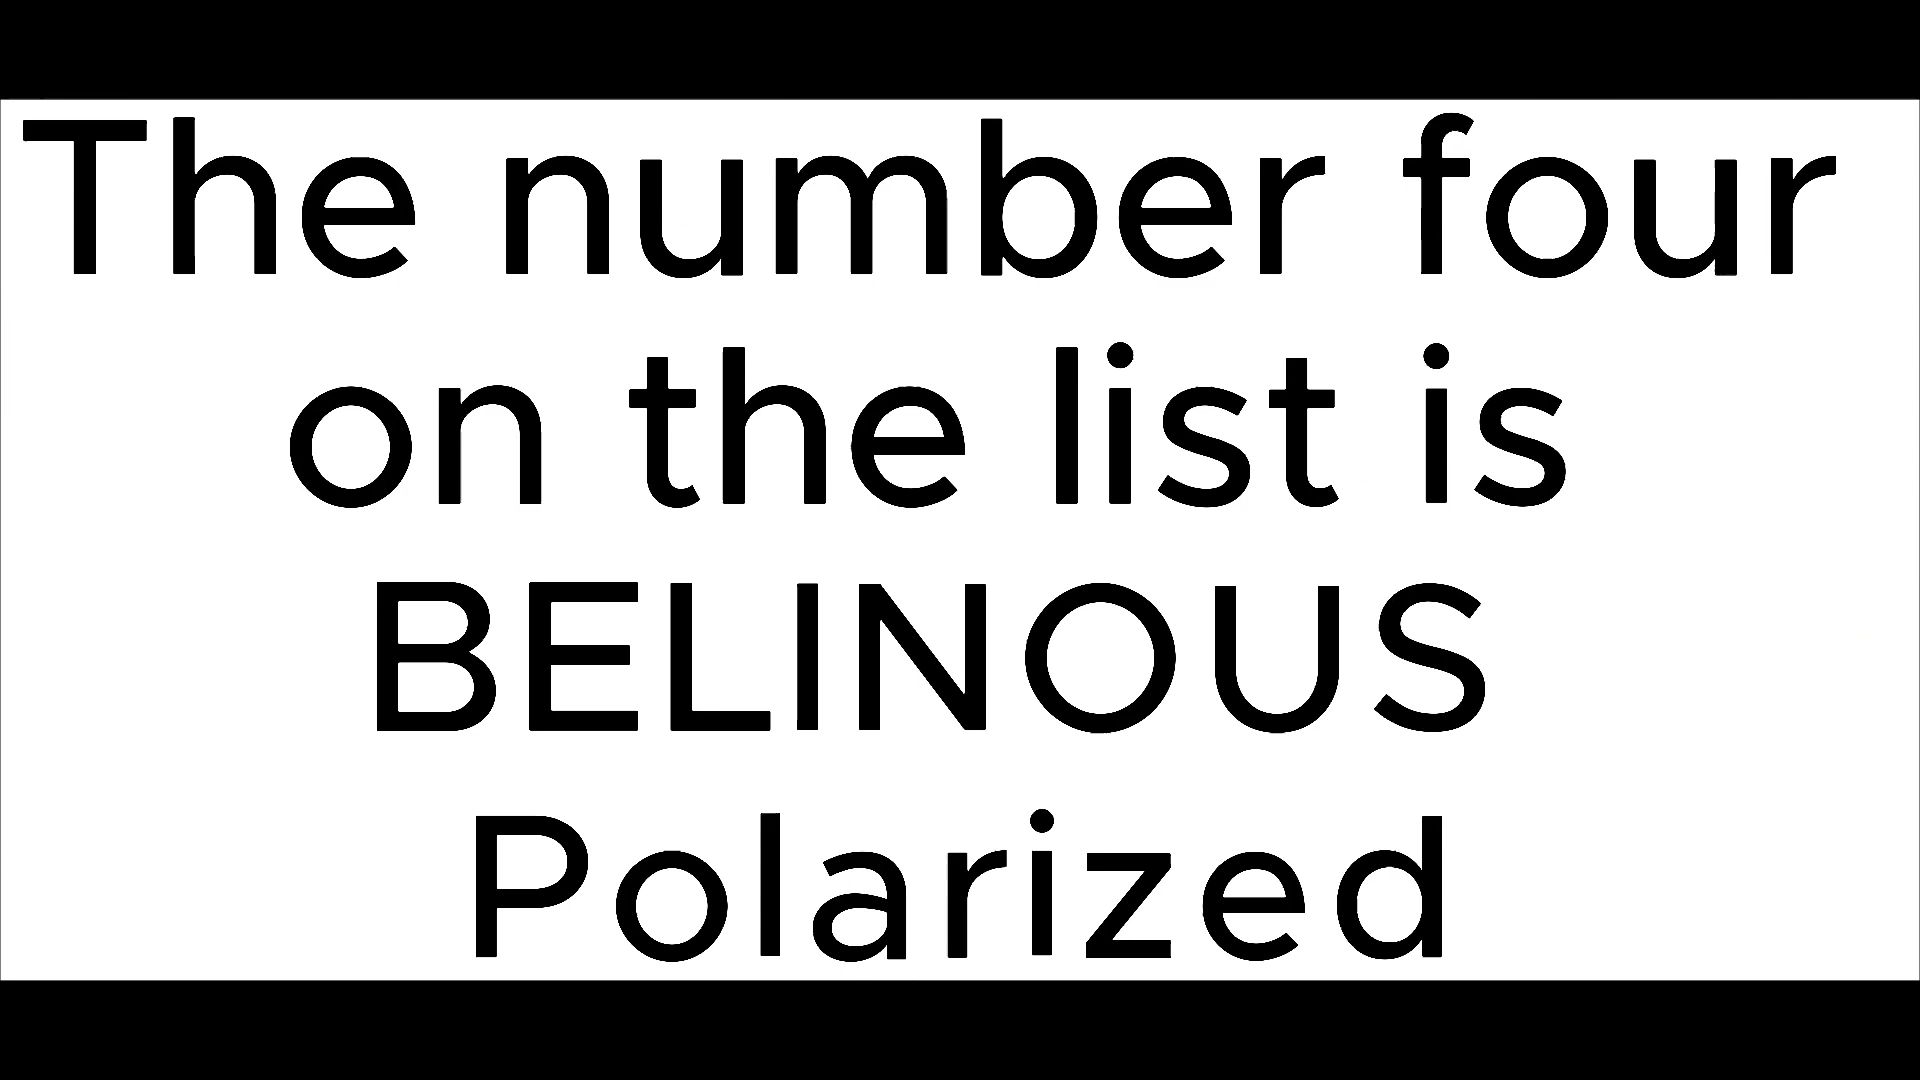 The number four
on the list is
BELINOUS
Polarized